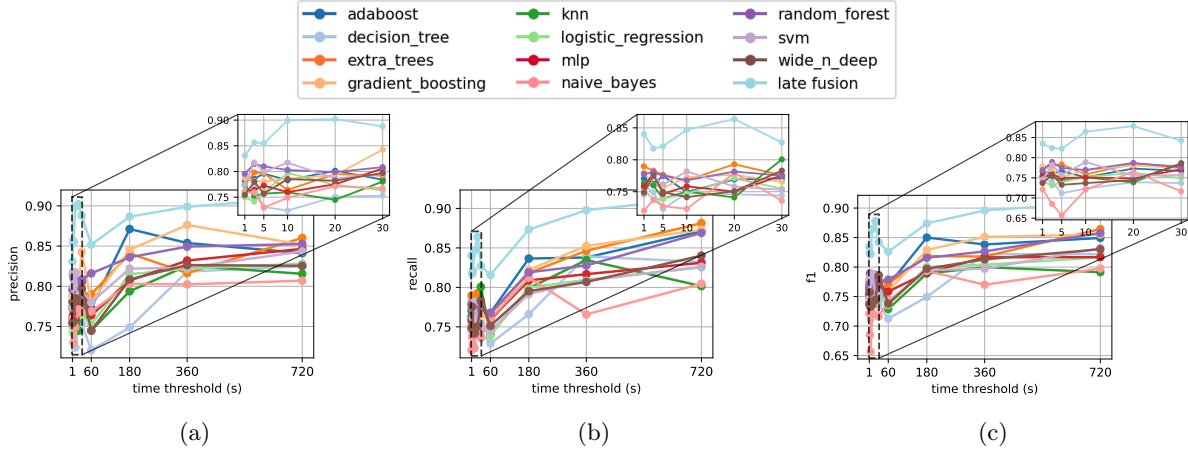 adaboost knn random_forest
decision_tree logistic_regression svm
extra_trees mlp wide_n_deep
gradient_boosting naive_bayes late fusion
0.90
0.85
0.80
0.75
1 5 10 20 30
0.90
0.85
0.80
0.75
precision
1 60 180 360 720
time threshold (s)
(a)
0.85
0.80
0.75
1 5 10 20 30
0.90
0.85
0.80
0.75
recall
1 60 180 360 720
time threshold (s)
(b)
0.85
0.80
0.75
0.70
0.65
1 5 10 20 30
0.90
0.85
0.80
0.75
0.70
0.65
f1
1 60 180 360 720
time threshold (s)
(c)